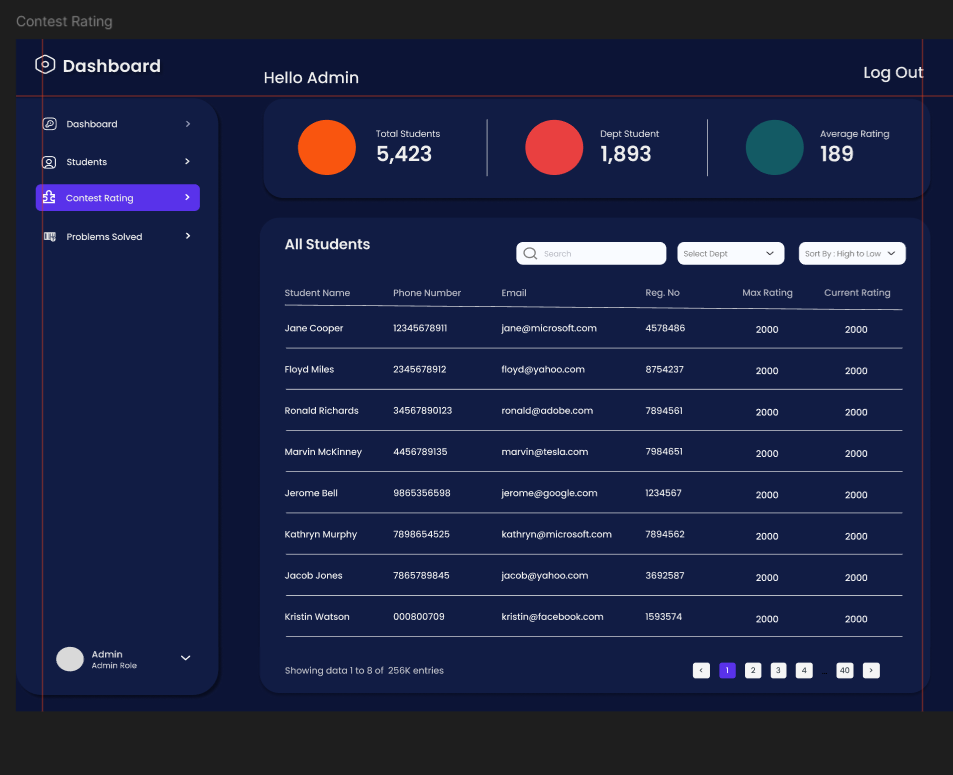 Contest Rating
Dashboard
Hello Admin
Log Out
Dashboard
Students
Contest Rating
Problems Solved
Total Students
5,423
Dept Student
1,893
Average Rating
189
All Students
Search
Select Dept
Sort By : High to Low
Student Name Phone Number Email Reg. No Max Rating Current Rating
Jane Cooper 12345678911 jane@microsoft.com 4578486 2000 2000
Floyd Miles 2345678912 floyd@yahoo.com 8754237 2000 2000
Ronald Richards 34567890123 ronald@adobe.com 7894561 2000 2000
Marvin McKinney 4456789135 marvin@tesla.com 7984651 2000 2000
Jerome Bell 9865356598 jerome@google.com 1234567 2000 2000
Kathryn Murphy 7898654525 kathryn@microsoft.com 7894562 2000 2000
Jacob Jones 7865789845 jacob@yahoo.com 3692587 2000 2000
Kristin Watson 000800709 kristin@facebook.com 1593574 2000 2000
Admin
Admin Role
Showing data 1 to 8 of 256K entries
< 1 2 3 4 ... 40 >